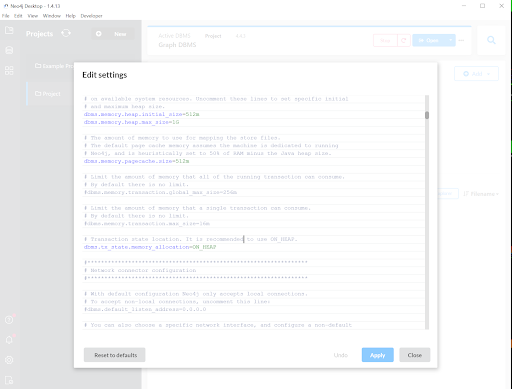 Neo4j Desktop - 1.4.13
File Edit View Window Help Developer
Projects
New
Active DBMS
Project
Graph DBMS
Example Pr
Project
Add
Filename
Edit settings
# on available system resources. Uncomment these lines to set specific initial
# and maximum heap size.
dbms.memory.heap.initial_size=512m
dbms.memory.heap.max_size=1G
# The amount of memory to use for mapping the store files.
# The default page cache memory assumes the machine is dedicated to running
# Neo4j, and is heuristically set to 50% of RAM minus the Java heap size.
dbms.memory.pagecache.size=512m
# Limit the amount of memory that all of the running transaction can consume.
# By default there is no limit.
#dbms.memory.transaction.global_max_size=256m
# Limit the amount of memory that a single transaction can consume.
# By default there is no limit.
#dbms.memory.transaction.max_size=16m
# Transaction state location. It is recommended to use ON_HEAP.
dbms.tx_state.memory_allocation=ON_HEAP
#*****************************************************************
# Network connector configuration
#*****************************************************************
# With default configuration Neo4j only accepts local connections.
# To accept non-local connections, uncomment this line:
#dbms.default_listen_address=0.0.0.0
# You can also choose a specific network interface, and configure a non-default
Reset to defaults
Undo
Apply
Close